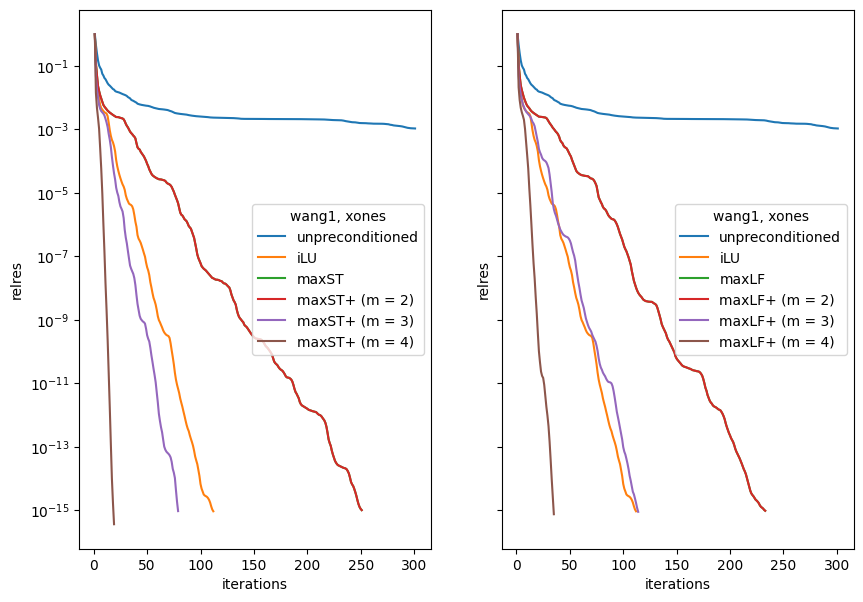 10⁻¹
10⁻³
10⁻⁵
10⁻⁷
10⁻⁹
10⁻¹¹
10⁻¹³
10⁻¹⁵
relres
0 50 100 150 200 250 300
iterations
wang1, xones
unpreconditioned
iLU
maxST
maxST+ (m = 2)
maxST+ (m = 3)
maxST+ (m = 4)
relres
0 50 100 150 200 250 300
iterations
wang1, xones
unpreconditioned
iLU
maxLF
maxLF+ (m = 2)
maxLF+ (m = 3)
maxLF+ (m = 4)